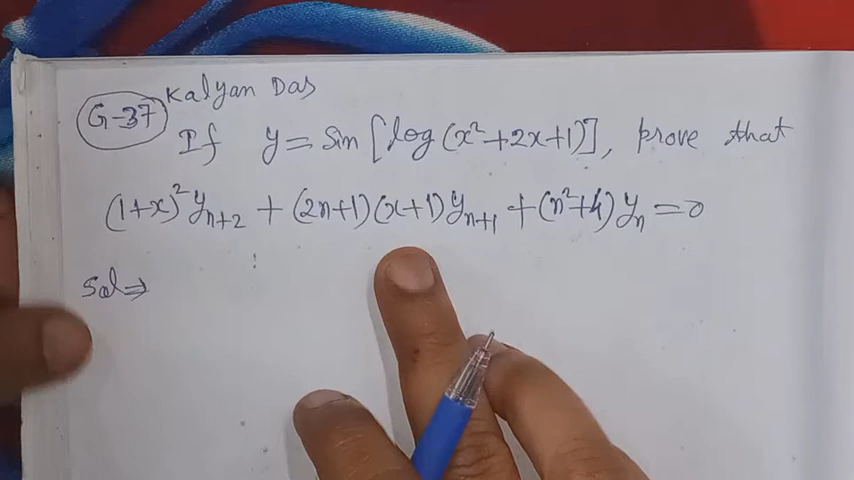 Kalyan Das
G-37
If y = sin [log (x² + 2x + 1)], prove that
(1+x)² yₙ₊₂ + (2n+1)(x+1) yₙ₊₁ + (n²+4) yₙ = 0
Sol ⇒